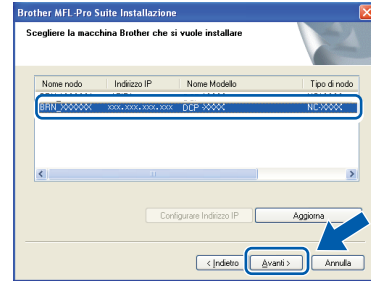 Brother MFL-Pro Suite Installazione
Scegliere la macchina Brother che si vuole installare
Nome nodo Indirizzo IP Nome Modello Tipo di nodo
BRN_XXXXXX xxx.xxx.xxx.xxx DCP-XXXX NC-XXXX
Configurare Indirizzo IP Aggiorna
< Indietro Avanti > Annulla